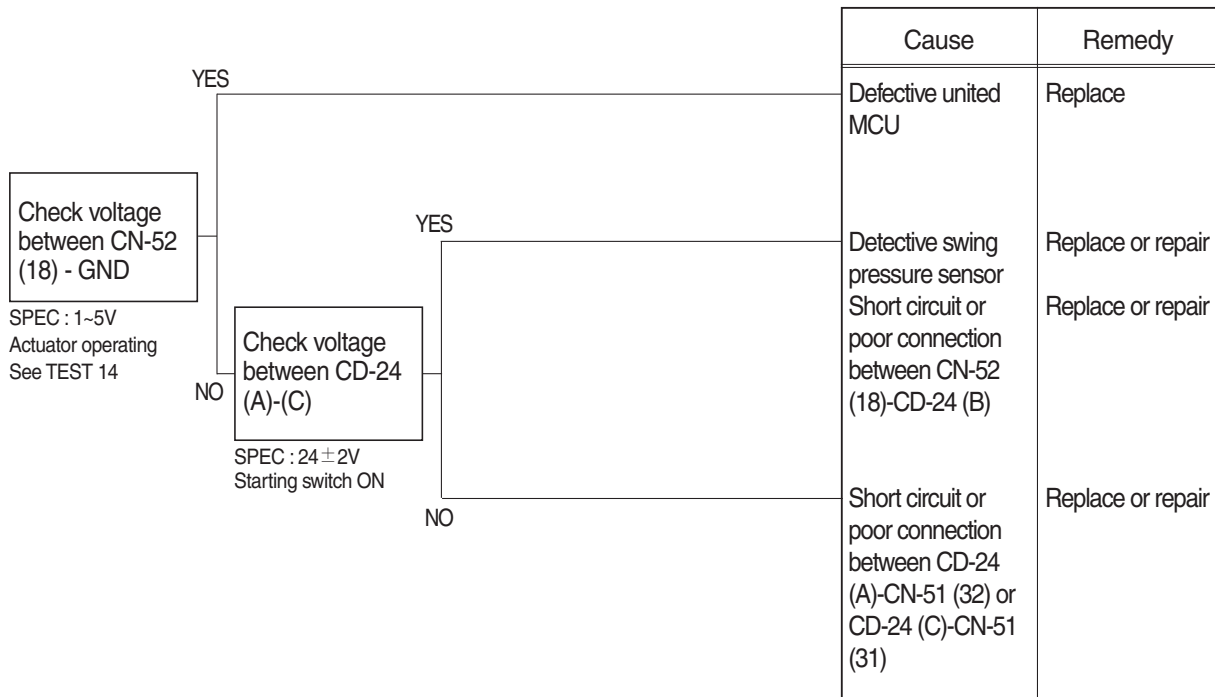 Cause
Remedy
YES
Defective united
MCU
Replace
Check voltage
between CN-52
(18) - GND
SPEC : 1~5V
Actuator operating
See TEST 14
YES
Detective swing
pressure sensor
Replace or repair
Short circuit or
poor connection
between CN-52
(18)-CD-24 (B)
Replace or repair
NO
Check voltage
between CD-24
(A)-(C)
SPEC : 24±2V
Starting switch ON
NO
Short circuit or
poor connection
between CD-24
(A)-CN-51 (32) or
CD-24 (C)-CN-51
(31)
Replace or repair